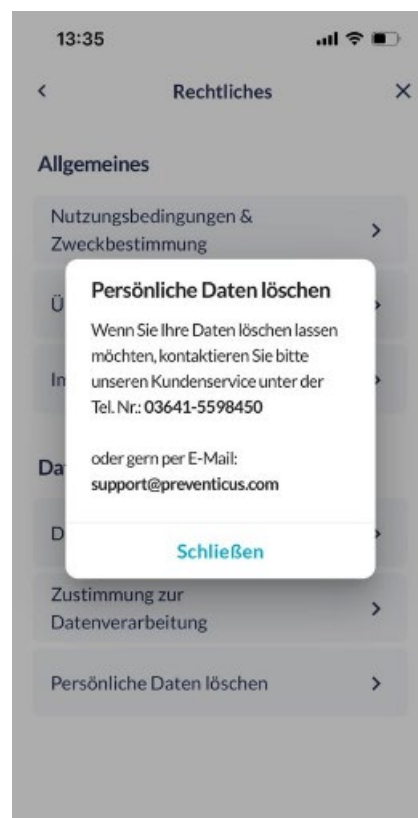 13:35
Rechtliches
Allgemeines
Nutzungsbedingungen &
Zweckbestimmung
Ü
Persönliche Daten löschen
Wenn Sie Ihre Daten löschen lassen
möchten, kontaktieren Sie bitte
unseren Kundenservice unter der
Tel. Nr.: 03641-5598450
oder gern per E-Mail:
support@preventicus.com
Schließen
Im
Da
D
Zustimmung zur
Datenverarbeitung
Persönliche Daten löschen